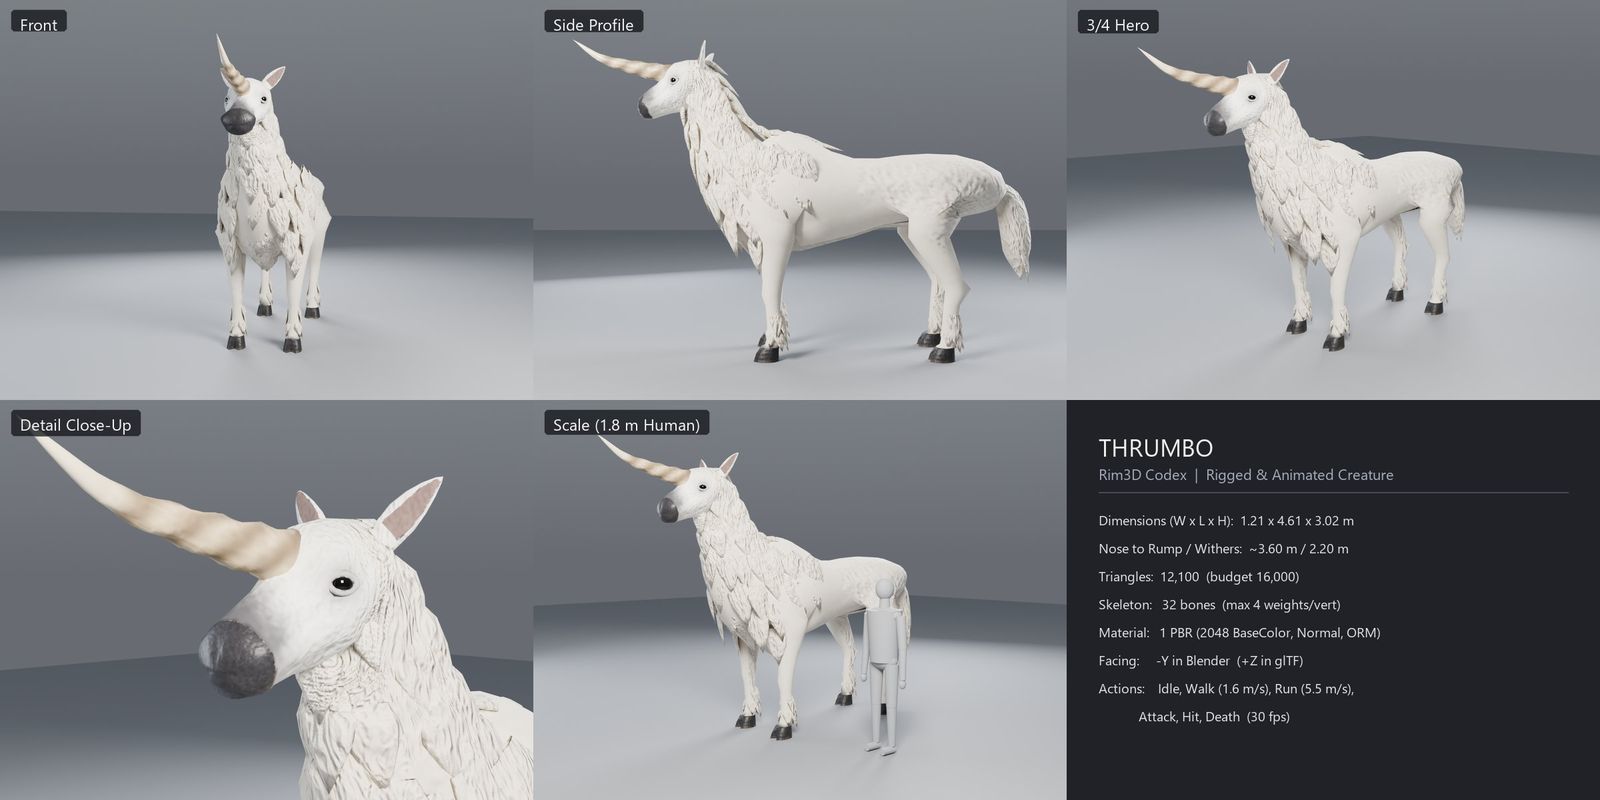 Front
Side Profile
3/4 Hero
Detail Close-Up
Scale (1.8 m Human)
THRUMBO
Rim3D Codex | Rigged & Animated Creature
Dimensions (W x L x H): 1.21 x 4.61 x 3.02 m
Nose to Rump / Withers: ~3.60 m / 2.20 m
Triangles: 12,100 (budget 16,000)
Skeleton: 32 bones (max 4 weights/vert)
Material: 1 PBR (2048 BaseColor, Normal, ORM)
Facing: -Y in Blender (+Z in glTF)
Actions: Idle, Walk (1.6 m/s), Run (5.5 m/s),
Attack, Hit, Death (30 fps)